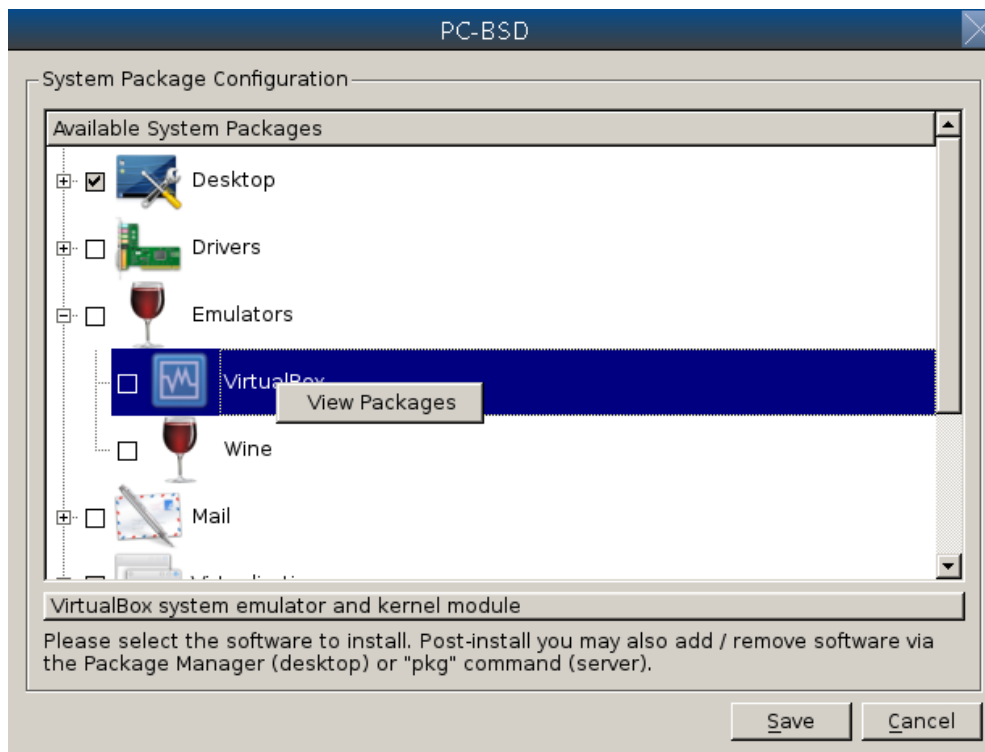 PC-BSD
System Package Configuration
Available System Packages
Desktop
Drivers
Emulators
VirtualBox
View Packages
Wine
Mail
VirtualBox system emulator and kernel module
Please select the software to install. Post-install you may also add / remove software via
the Package Manager (desktop) or "pkg" command (server).
Save
Cancel